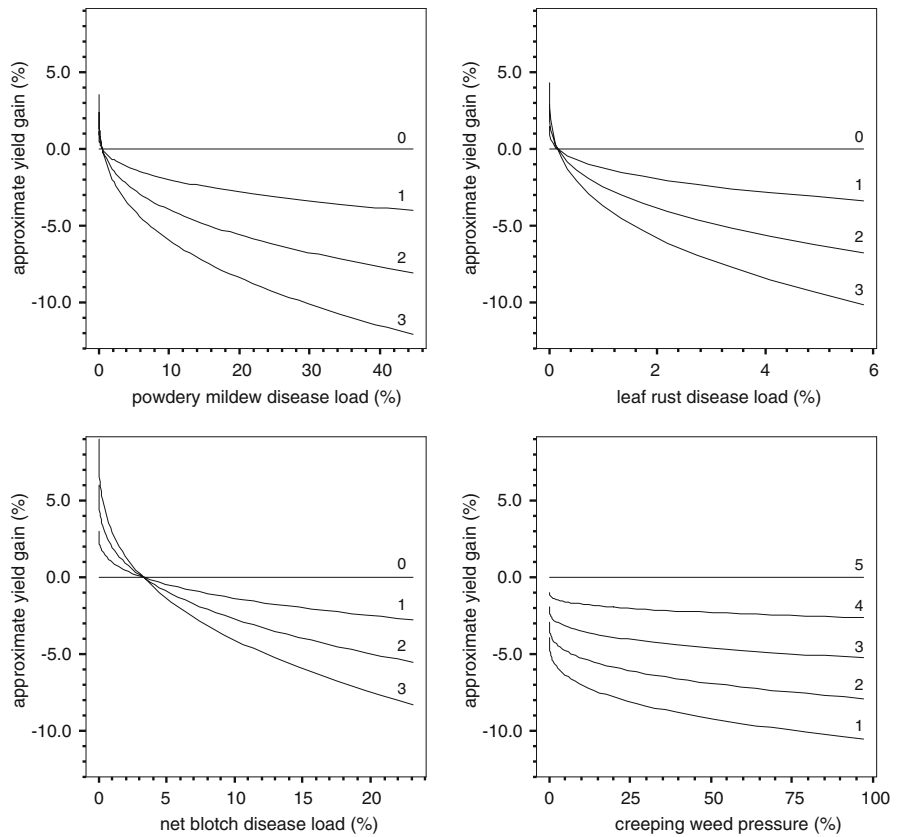 approximate yield gain (%)
5.0
0.0
-5.0
-10.0
0
1
2
3
0 10 20 30 40
powdery mildew disease load (%)
approximate yield gain (%)
5.0
0.0
-5.0
-10.0
0
1
2
3
0 2 4 6
leaf rust disease load (%)
approximate yield gain (%)
5.0
0.0
-5.0
-10.0
0
1
2
3
0 5 10 15 20
net blotch disease load (%)
approximate yield gain (%)
5.0
0.0
-5.0
-10.0
5
4
3
2
1
0 25 50 75 100
creeping weed pressure (%)